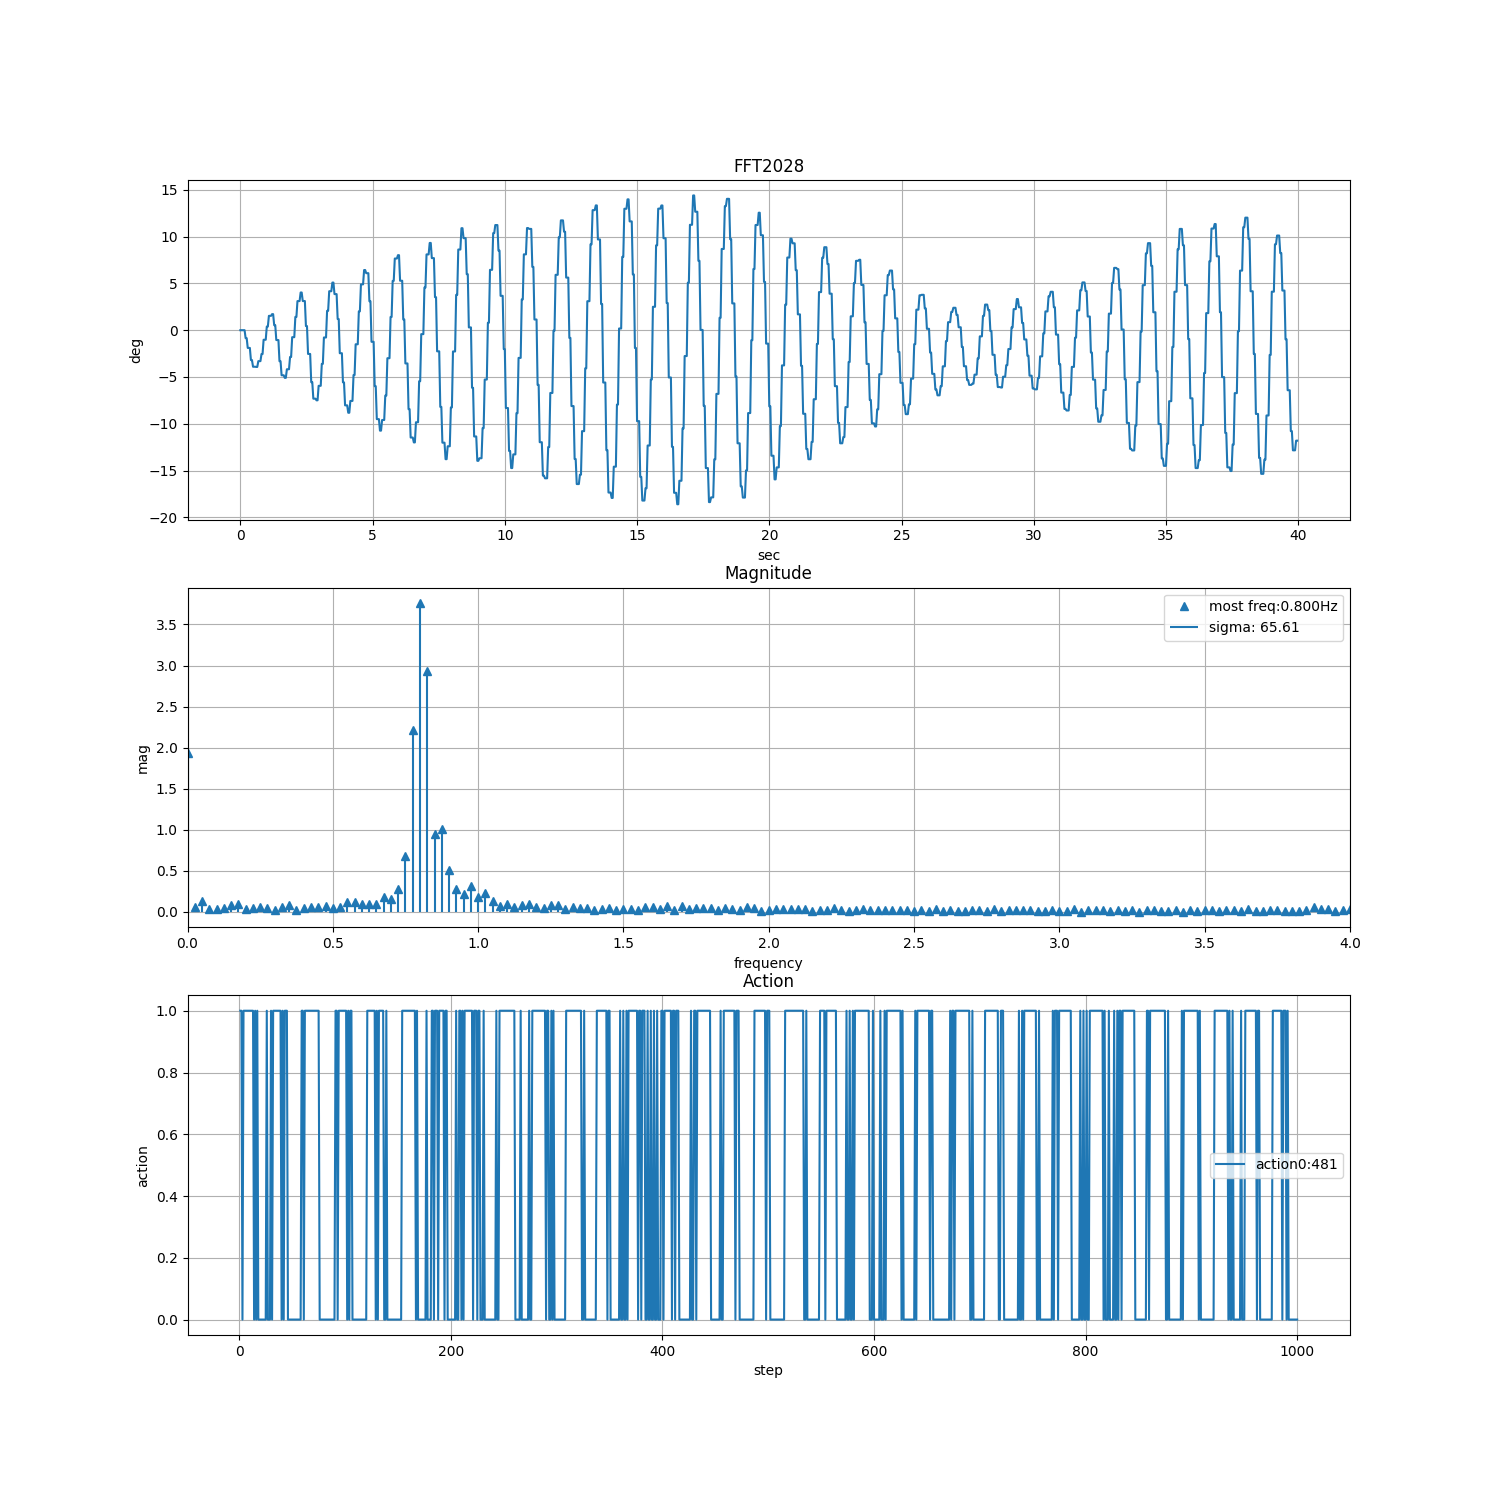 FFT2028
15
10
5
0
−5
−10
−15
−20
deg
0 5 10 15 20 25 30 35 40
sec
Magnitude
most freq:0.800Hz
sigma: 65.61
3.5
3.0
2.5
2.0
1.5
1.0
0.5
0.0
mag
0.0 0.5 1.0 1.5 2.0 2.5 3.0 3.5 4.0
frequency
Action
1.0
0.8
0.6
0.4
0.2
0.0
action
action0:481
0 200 400 600 800 1000
step